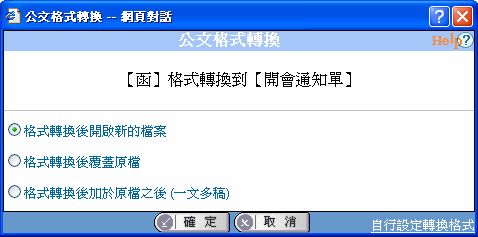 公文格式轉換 -- 網頁對話
公文格式轉換
Help
【函】格式轉換到【開會通知單】
格式轉換後開啟新的檔案
格式轉換後覆蓋原檔
格式轉換後加於原檔之後 (一文多稿)
確 定
取 消
自行設定轉換格式